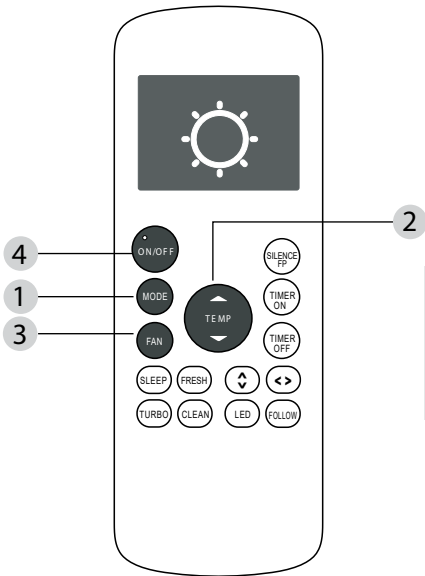 2
ON/OFF
4
SILENCE
FP
1
MODE
TEMP
TIMER
ON
3
FAN
TIMER
OFF
SLEEP
FRESH
TURBO
CLEAN
LED
FOLLOW